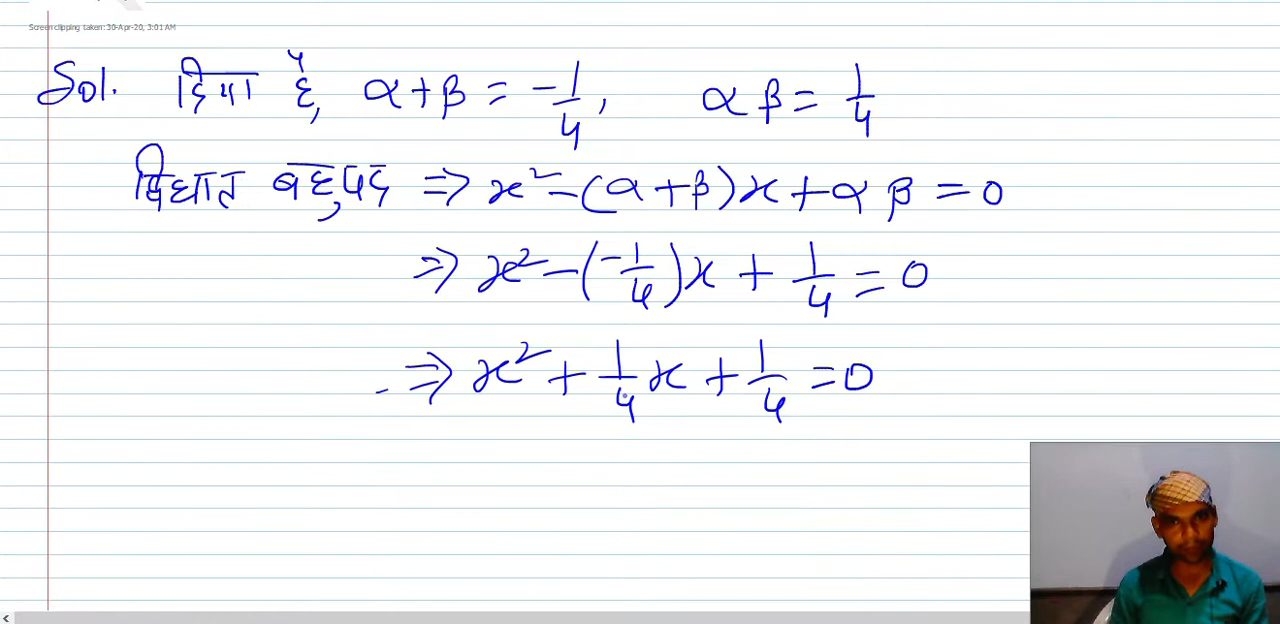 Screen clipping taken: 30-Apr-20, 3:01 AM
Sol. दिया है, α+β = -1/4, αβ = 1/4
द्विघात बहुपद ⇒ x² - (α+β)x + αβ = 0
⇒ x² - (-1/4)x + 1/4 = 0
⇒ x² + 1/4 x + 1/4 = 0